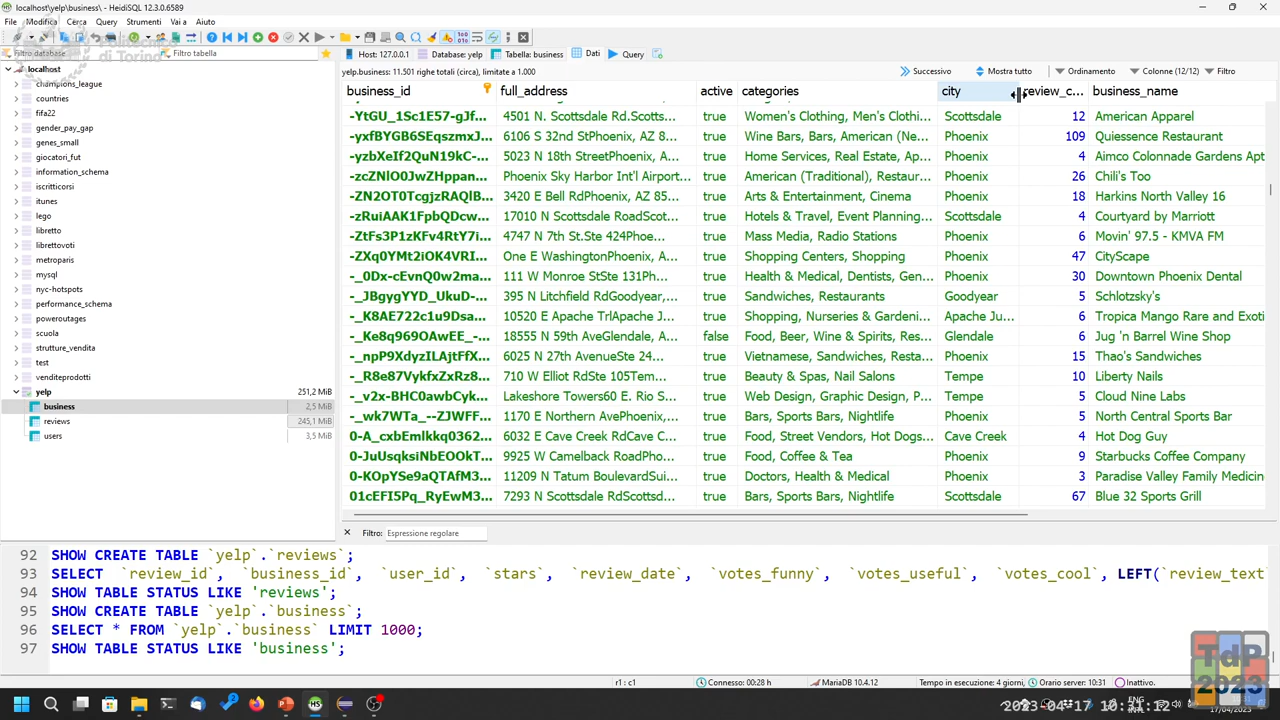 localhost\yelp\business\ - HeidiSQL 12.3.0.6589
File Modifica Cerca Query Strumenti Vai a Aiuto
Politecnico
di Torino
Filtro database
Filtro tabella
Host: 127.0.0.1 Database: yelp Tabella: business Dati Query
yelp.business: 11.501 righe totali (circa), limitate a 1.000
Successivo Mostra tutto Ordinamento Colonne (12/12) Filtro
localhost
champions_league
countries
fifa22
gender_pay_gap
genes_small
giocatori_fut
information_schema
iscritticorsi
itunes
lego
libretto
librettovoti
metroparis
mysql
nyc-hotspots
performance_schema
poweroutages
scuola
strutture_vendita
test
venditeprodotti
yelp 251,2 MiB
business 2,5 MiB
reviews 245,1 MiB
users 3,5 MiB
business_id full_address active categories city review_c... business_name
-YtGU_1Sc1E57-gJf... 4501 N. Scottsdale Rd.Scotts... true Women's Clothing, Men's Clothi... Scottsdale 12 American Apparel
-yxfBYGB6SEqszmxJ... 6106 S 32nd StPhoenix, AZ 8... true Wine Bars, Bars, American (Ne... Phoenix 109 Quiessence Restaurant
-yzbXeIf2QuN19kC-... 5023 N 18th StreetPhoenix, A... true Home Services, Real Estate, Ap... Phoenix 4 Aimco Colonnade Gardens Apt
-zcZNlO0JwZHppan... Phoenix Sky Harbor Int'l Airport... true American (Traditional), Restaur... Phoenix 26 Chili's Too
-ZN2OT0TcgjzRAQlB... 3420 E Bell RdPhoenix, AZ 85... true Arts & Entertainment, Cinema Phoenix 18 Harkins North Valley 16
-zRuiAAK1FpbQDcw... 17010 N Scottsdale RoadScot... true Hotels & Travel, Event Planning... Scottsdale 4 Courtyard by Marriott
-ZtFs3P1zKFv4RtY7i... 4747 N 7th St.Ste 424Phoe... true Mass Media, Radio Stations Phoenix 6 Movin' 97.5 - KMVA FM
-ZXq0YMt2iOK4VRI... One E WashingtonPhoenix, A... true Shopping Centers, Shopping Phoenix 47 CityScape
-_0Dx-cEvnQ0w2ma... 111 W Monroe StSte 131Ph... true Health & Medical, Dentists, Gen... Phoenix 30 Downtown Phoenix Dental
-_JBgygYYD_UkuD-... 395 N Litchfield RdGoodyear,... true Sandwiches, Restaurants Goodyear 5 Schlotzsky's
-_K8AE722c1u9Dsa... 10520 E Apache TrlApache J... true Shopping, Nurseries & Gardeni... Apache Ju... 6 Tropica Mango Rare and Exoti
-_Ke8q969OAwEE_-... 18555 N 59th AveGlendale, A... false Food, Beer, Wine & Spirits, Res... Glendale 6 Jug 'n Barrel Wine Shop
-_npP9XdyzILAjtFfX... 6025 N 27th AvenueSte 24... true Vietnamese, Sandwiches, Resta... Phoenix 15 Thao's Sandwiches
-_R8e87VykfxZxRz8... 710 W Elliot RdSte 105Tem... true Beauty & Spas, Nail Salons Tempe 10 Liberty Nails
-_v2x-BHC0awbCyk... Lakeshore Towers60 E. Rio S... true Web Design, Graphic Design, P... Tempe 5 Cloud Nine Labs
-_wk7WTa_--ZJWFF... 1170 E Northern AvePhoenix,... true Bars, Sports Bars, Nightlife Phoenix 5 North Central Sports Bar
0-A_cxbEmlkkq0362... 6032 E Cave Creek RdCave C... true Food, Street Vendors, Hot Dogs... Cave Creek 4 Hot Dog Guy
0-JuUsqksiNbEOOkT... 9925 W Camelback RoadPho... true Food, Coffee & Tea Phoenix 9 Starbucks Coffee Company
0-KOpYSe9aQTAfM3... 11209 N Tatum BoulevardSui... true Doctors, Health & Medical Phoenix 3 Paradise Valley Family Medicin
01cEFI5Pq_RyEwM3... 7293 N Scottsdale RdScottsd... true Bars, Sports Bars, Nightlife Scottsdale 67 Blue 32 Sports Grill
Filtro: Espressione regolare
92 SHOW CREATE TABLE `yelp`.`reviews`;
93 SELECT `review_id`, `business_id`, `user_id`, `stars`, `review_date`, `votes_funny`, `votes_useful`, `votes_cool`, LEFT(`review_text`
94 SHOW TABLE STATUS LIKE 'reviews';
95 SHOW CREATE TABLE `yelp`.`business`;
96 SELECT * FROM `yelp`.`business` LIMIT 1000;
97 SHOW TABLE STATUS LIKE 'business';
r1 : c1 Connesso: 00:28 h MariaDB 10.4.12 Tempo in esecuzione: 4 giorni, Orario server: 10:31 Inattivo.
TdP
2023
ENG
2023-04-17 10:31:12
17/04/2023